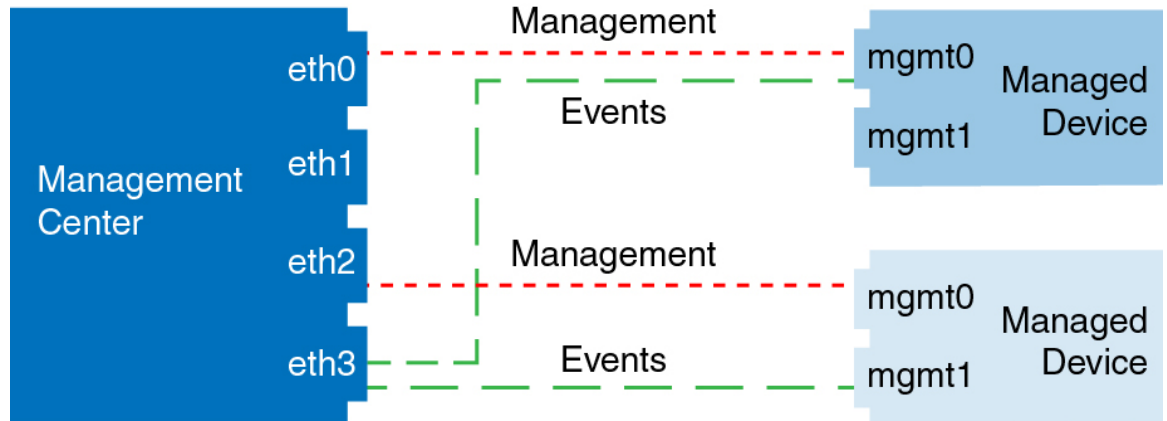 Management
eth0
mgmt0
Managed
Device
Events
mgmt1
eth1
Management
Center
eth2
Management
mgmt0
Managed
Device
eth3
Events
mgmt1